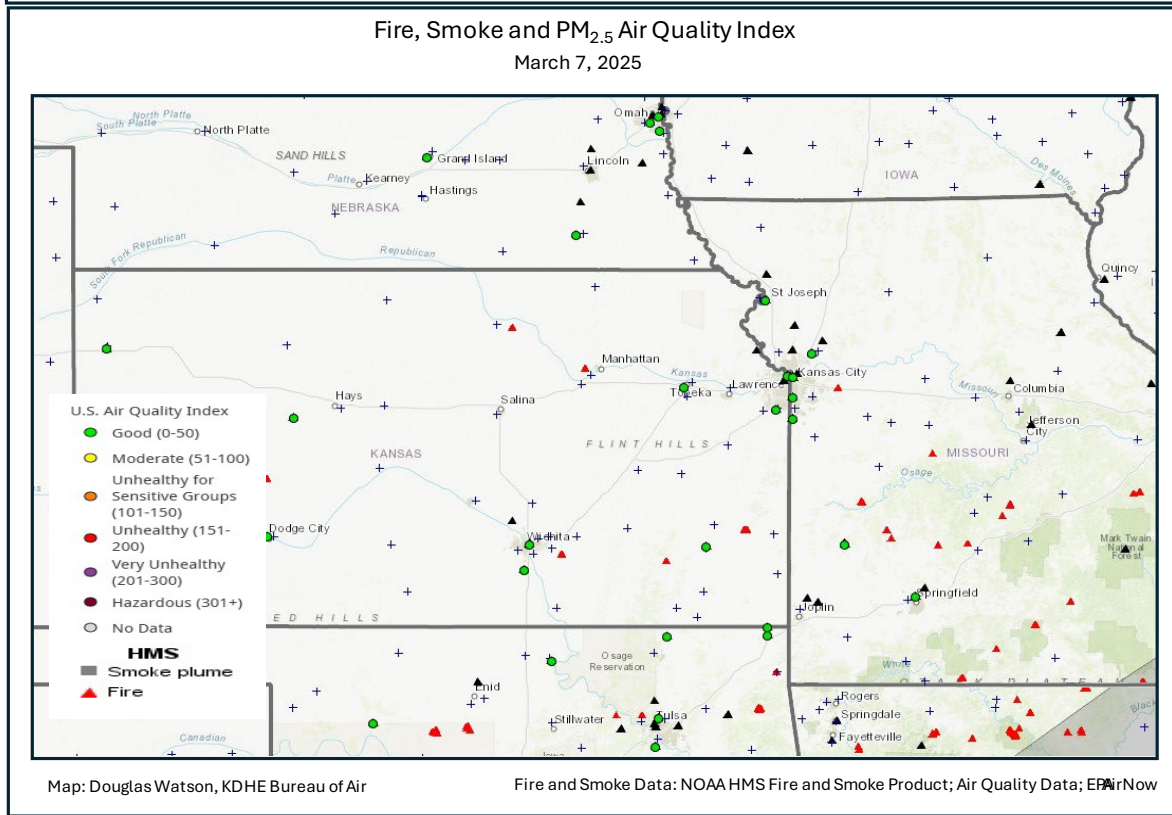 Fire, Smoke and PM2.5 Air Quality Index
March 7, 2025
North Platte
South Platte
North Platte
Omah
SAND HILLS
Grand Island
Lincoln
Platte
Kearney
Hastings
NEBRASKA
IOWA
Des Moines
South Fork Republican
Republican
Quincy
St Joseph
Manhattan
Kansas
Kansas City
Topeka
Lawrence
Missouri
Columbia
Jefferson
City
Hays
Salina
FLINT HILLS
KANSAS
MISSOURI
Osage
U.S. Air Quality Index
Good (0-50)
Moderate (51-100)
Unhealthy for
Sensitive Groups
(101-150)
Unhealthy (151-
200)
Very Unhealthy
(201-300)
Hazardous (301+)
No Data
HMS
Smoke plume
Fire
Dodge City
Wichita
Mark Twain
National
Forest
Springfield
Joplin
ED HILLS
Osage
Reservation
White
OZARK PLATEAU
Enid
Stillwater
Tulsa
Rogers
Springdale
Fayetteville
Black
Canadian
Map: Douglas Watson, KDHE Bureau of Air
Fire and Smoke Data: NOAA HMS Fire and Smoke Product; Air Quality Data; EPA AirNow